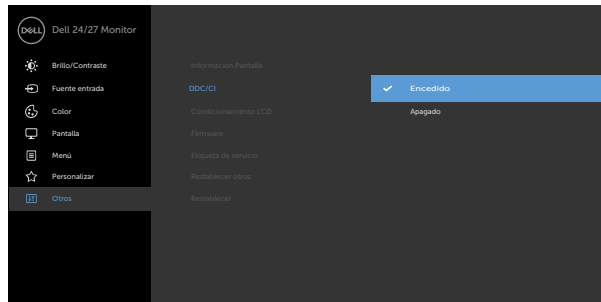 DELL
Dell 24/27 Monitor
Brillo/Contraste
Fuente entrada
Color
Pantalla
Menú
Personalizar
Otros
Información Pantalla
DDC/CI
Condicionamiento LCD
Firmware
Etiqueta de servicio
Restablecer otros
Restablecer
Encedido
Apagado